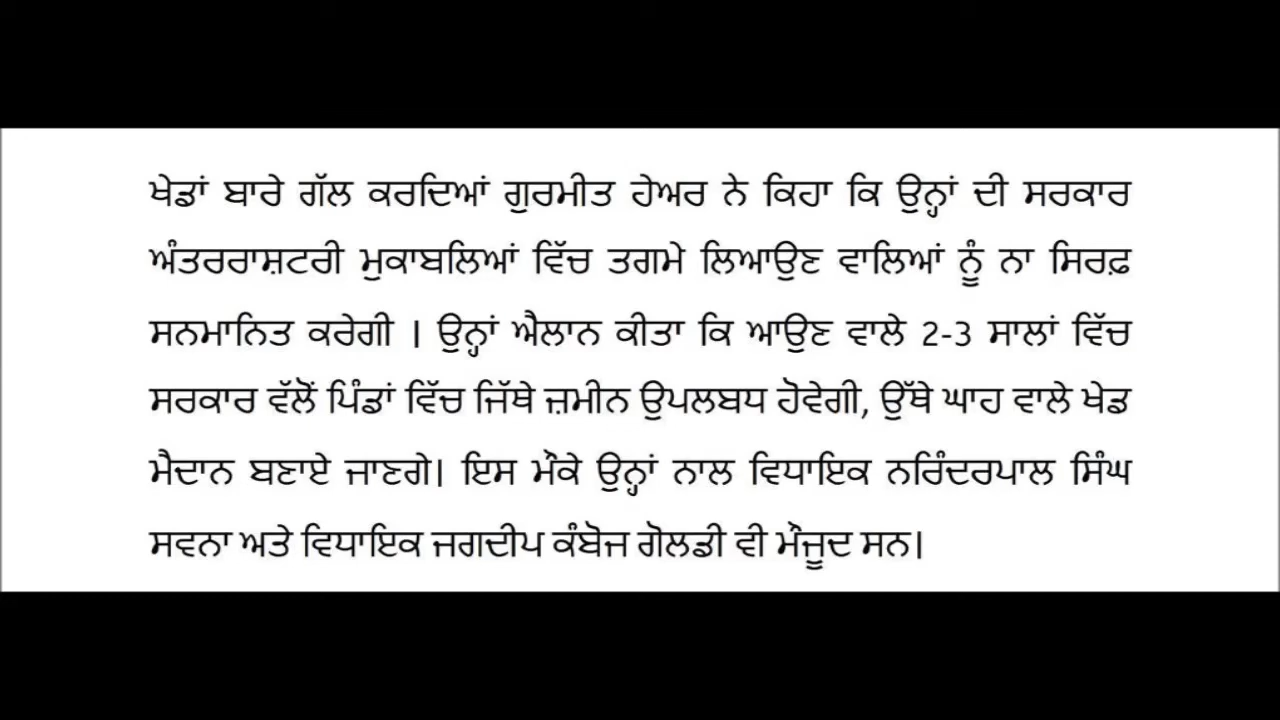 ਖੇਡਾਂ ਬਾਰੇ ਗੱਲ ਕਰਦਿਆਂ ਗੁਰਮੀਤ ਹੇਅਰ ਨੇ ਕਿਹਾ ਕਿ ਉਨ੍ਹਾਂ ਦੀ ਸਰਕਾਰ
ਅੰਤਰਰਾਸ਼ਟਰੀ ਮੁਕਾਬਲਿਆਂ ਵਿੱਚ ਤਗਮੇ ਲਿਆਉਣ ਵਾਲਿਆਂ ਨੂੰ ਨਾ ਸਿਰਫ਼
ਸਨਮਾਨਿਤ ਕਰੇਗੀ । ਉਨ੍ਹਾਂ ਐਲਾਨ ਕੀਤਾ ਕਿ ਆਉਣ ਵਾਲੇ 2-3 ਸਾਲਾਂ ਵਿੱਚ
ਸਰਕਾਰ ਵੱਲੋਂ ਪਿੰਡਾਂ ਵਿੱਚ ਜਿੱਥੇ ਜ਼ਮੀਨ ਉਪਲਬਧ ਹੋਵੇਗੀ, ਉੱਥੇ ਘਾਹ ਵਾਲੇ ਖੇਡ
ਮੈਦਾਨ ਬਣਾਏ ਜਾਣਗੇ। ਇਸ ਮੌਕੇ ਉਨ੍ਹਾਂ ਨਾਲ ਵਿਧਾਇਕ ਨਰਿੰਦਰਪਾਲ ਸਿੰਘ
ਸਵਨਾ ਅਤੇ ਵਿਧਾਇਕ ਜਗਦੀਪ ਕੰਬੋਜ ਗੋਲਡੀ ਵੀ ਮੌਜੂਦ ਸਨ।